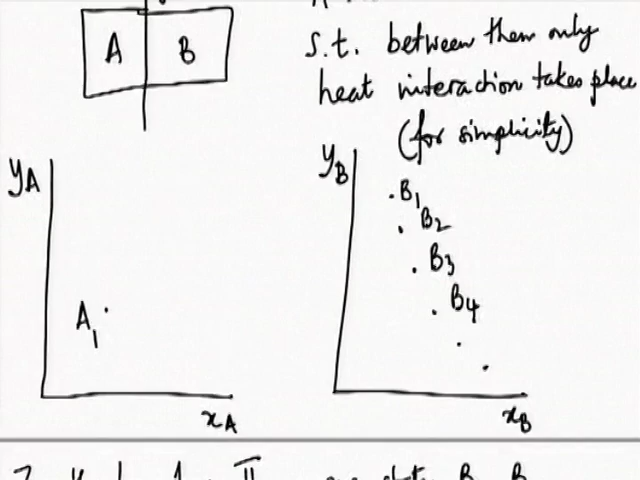 A B
s.t. between them only
heat interaction takes place
(for simplicity)
yA
yB
B1
B2
B3
B4
A1
xA
xB